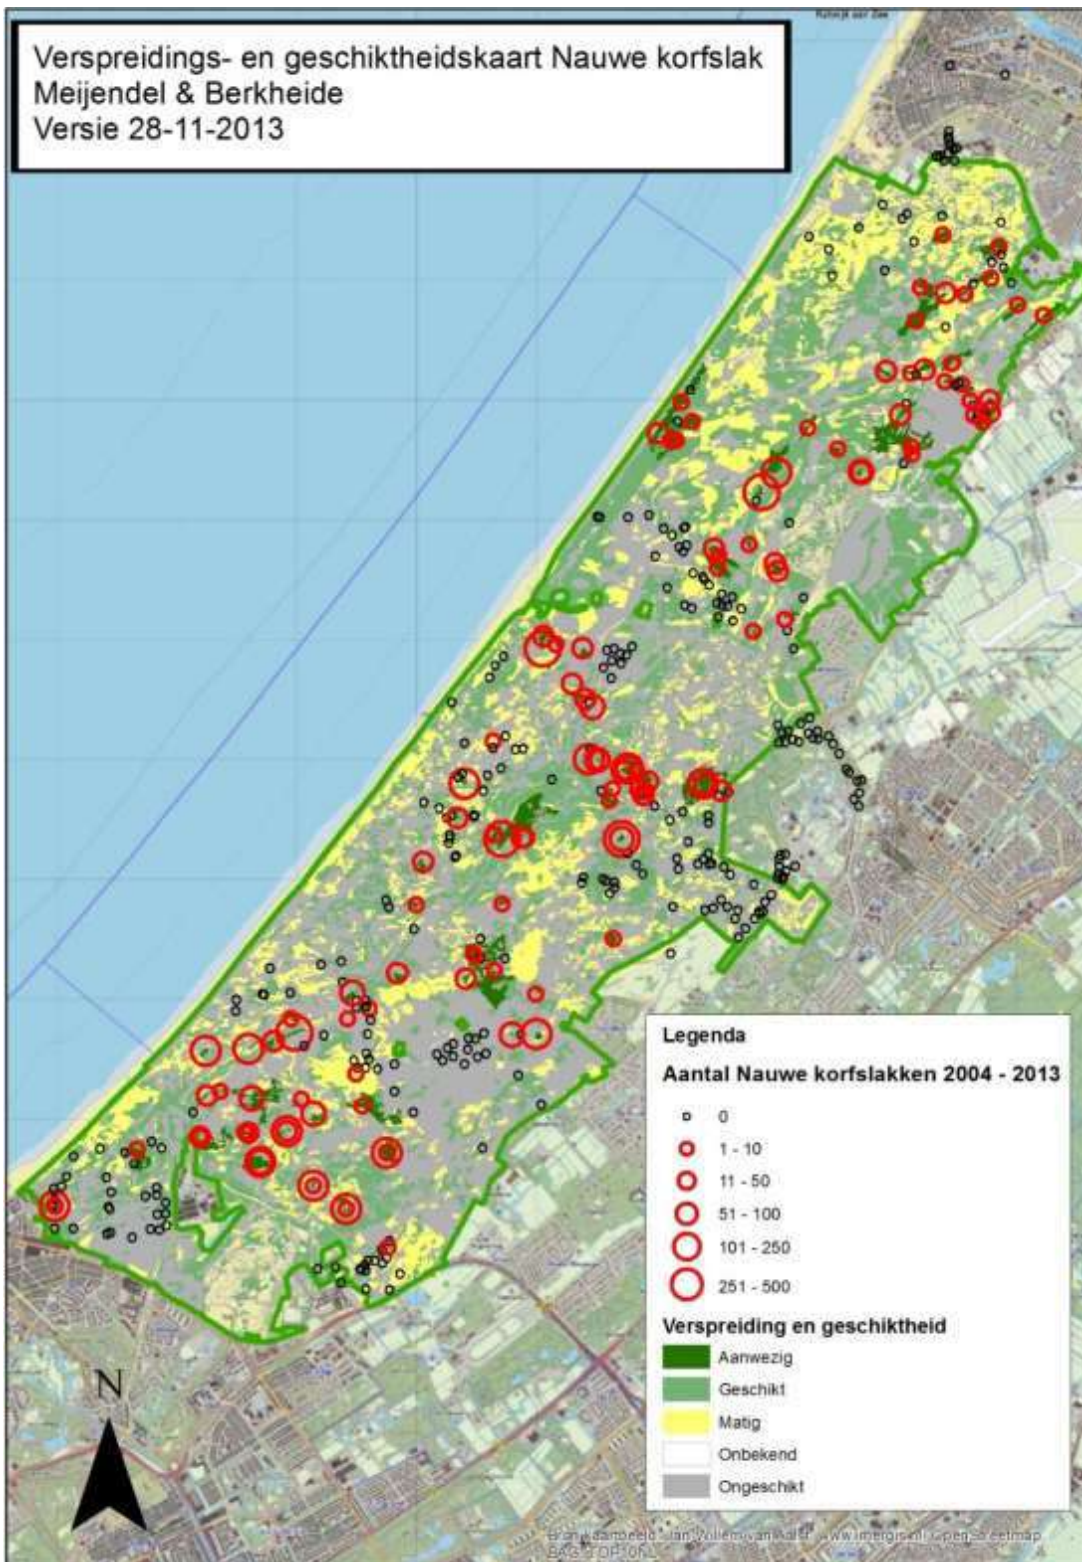 Verspreidings- en geschiktheidskaart Nauwe korfslak
Meijendel & Berkheide
Versie 28-11-2013
Legenda
Aantal Nauwe korfslakken 2004 - 2013
0
1 - 10
11 - 50
51 - 100
101 - 250
251 - 500
Verspreiding en geschiktheid
Aanwezig
Geschikt
Matig
Onbekend
Ongeschikt
N